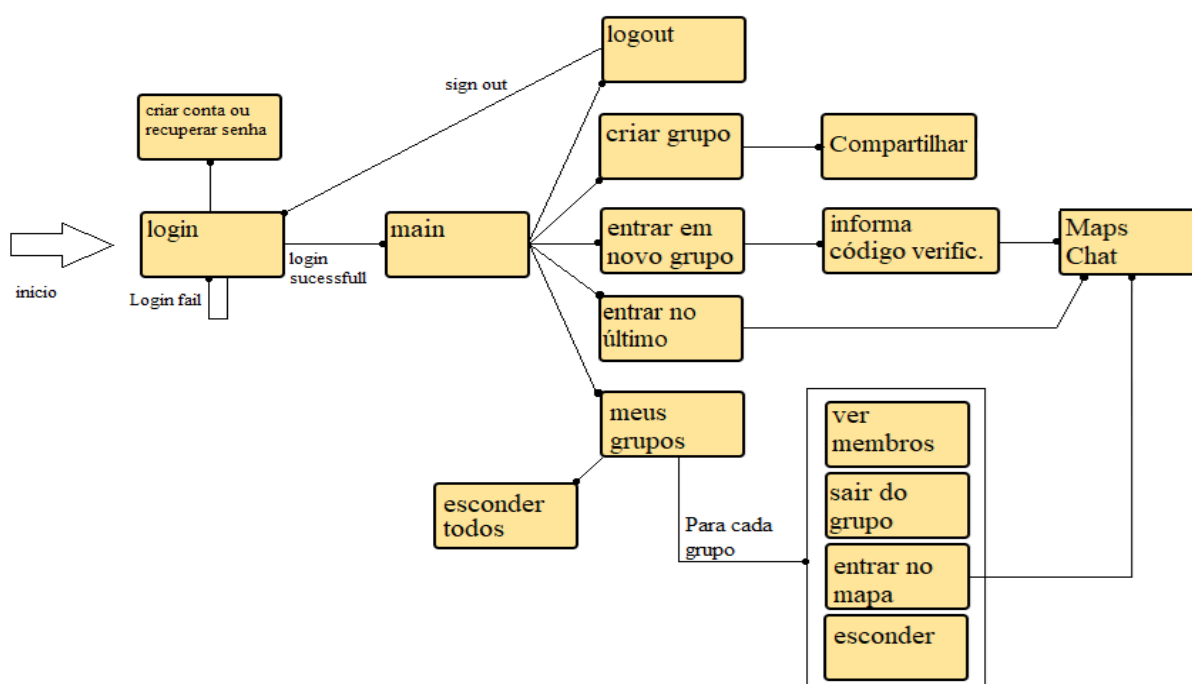 logout
sign out
criar conta ou
recuperar senha
criar grupo
Compartilhar
login
main
entrar em
novo grupo
informa
código verific.
Maps
Chat
login
sucessfull
inicio
Login fail
entrar no
último
meus
grupos
ver
membros
esconder
todos
sair do
grupo
Para cada
grupo
entrar no
mapa
esconder